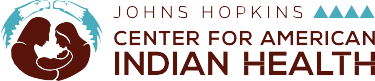 JOHNS HOPKINS
CENTER FOR AMERICAN
INDIAN HEALTH